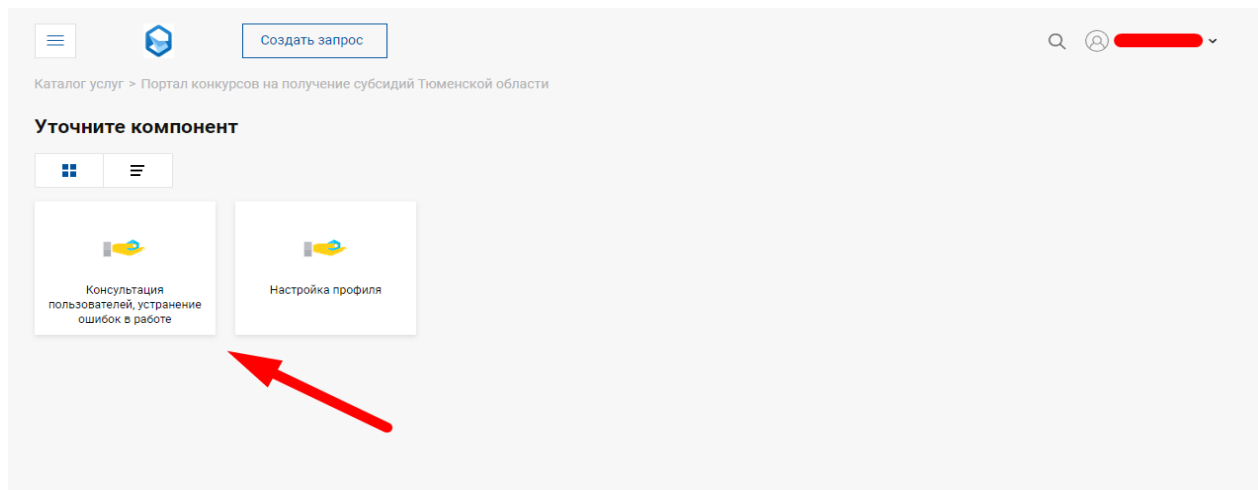 Создать запрос
Каталог услуг > Портал конкурсов на получение субсидий Тюменской области
Уточните компонент
Консультация
пользователей, устранение
ошибок в работе
Настройка профиля